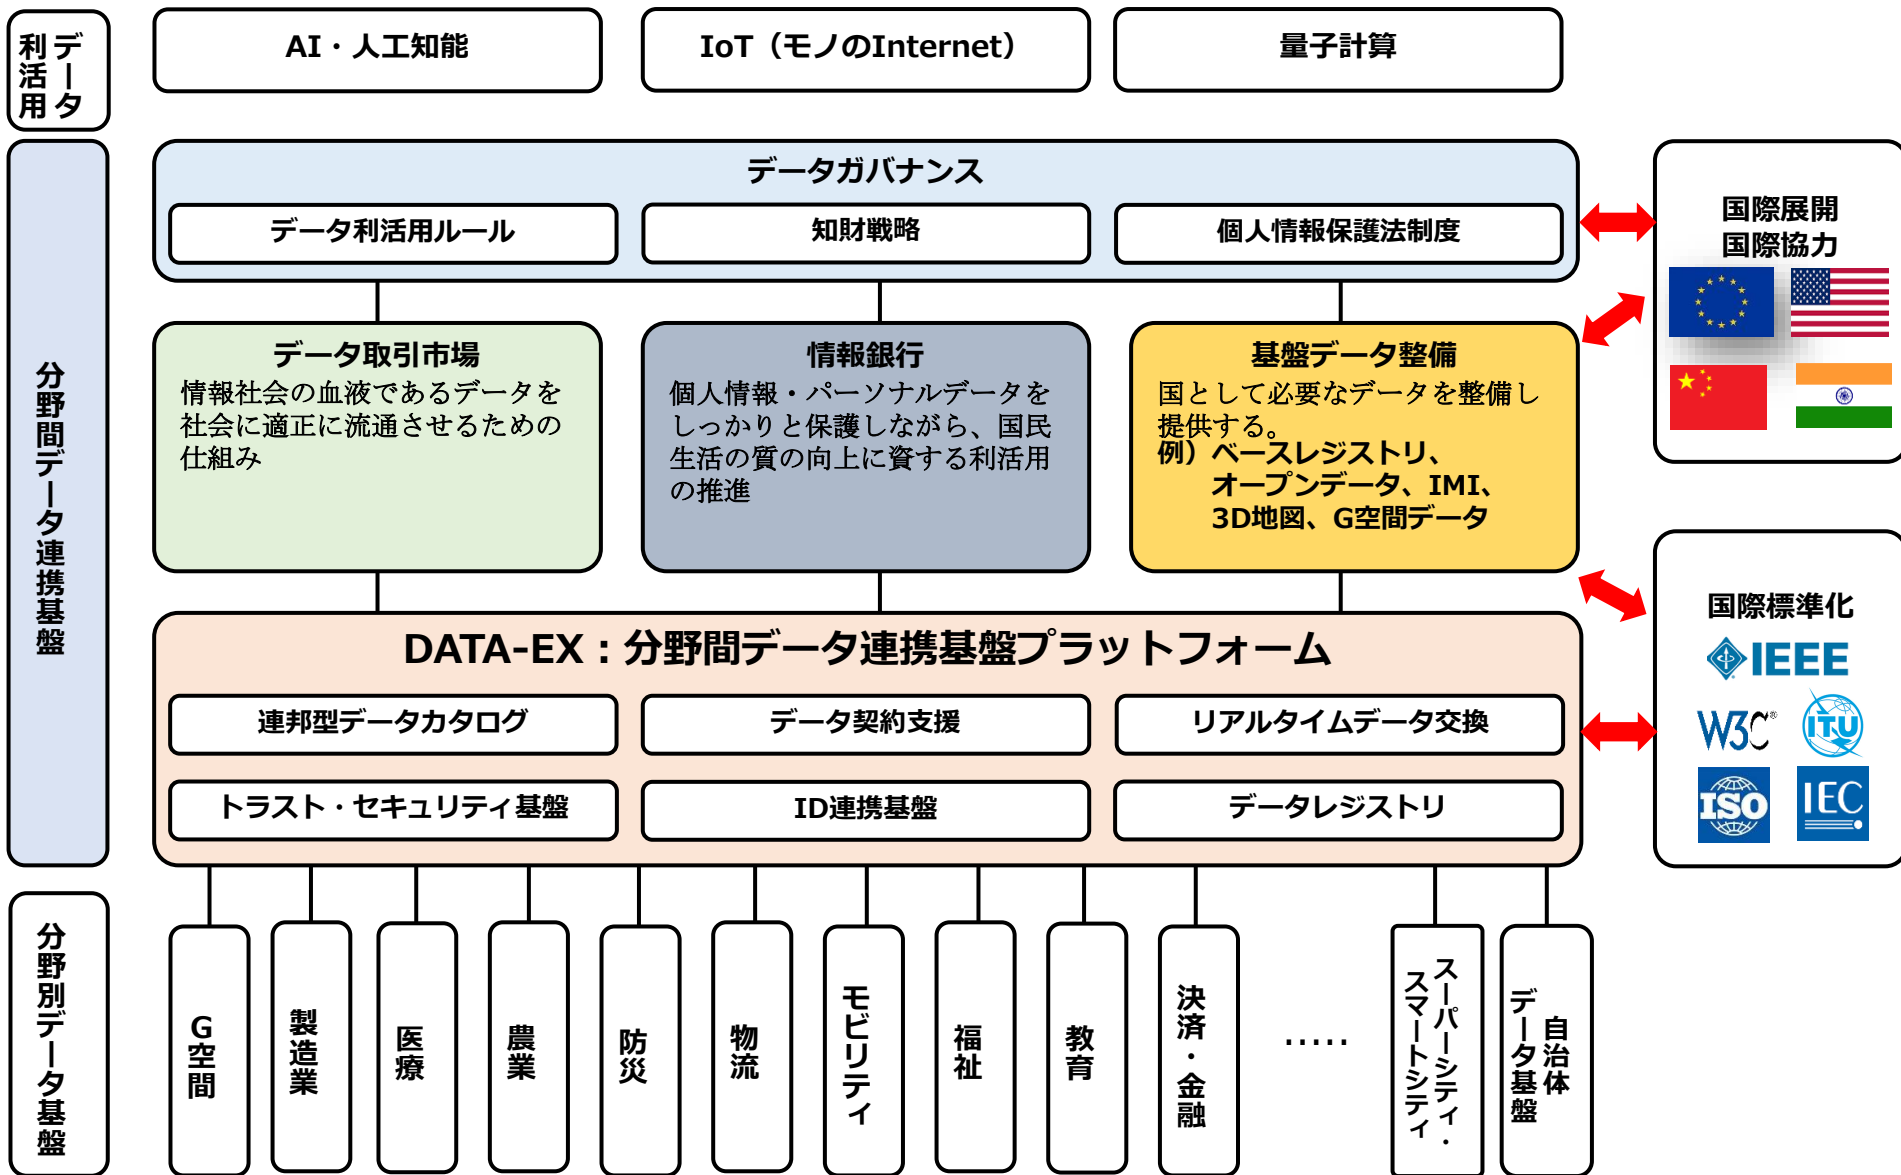 データ
利活用
AI・人工知能
IoT（モノのInternet）
量子計算
分野間データ連携基盤
データガバナンス
データ利活用ルール
知財戦略
個人情報保護法制度
データ取引市場
情報社会の血液であるデータを
社会に適正に流通させるための
仕組み
情報銀行
個人情報・パーソナルデータを
しっかりと保護しながら、国民
生活の質の向上に資する利活用
の推進
基盤データ整備
国として必要なデータを整備し
提供する。
例）ベースレジストリ、
オープンデータ、IMI、
3D地図、G空間データ
DATA-EX：分野間データ連携基盤プラットフォーム
連邦型データカタログ
データ契約支援
リアルタイムデータ交換
トラスト・セキュリティ基盤
ID連携基盤
データレジストリ
国際展開
国際協力
国際標準化
IEEE
W3C®
ITU
ISO
IEC
分野別データ基盤
G空間
製造業
医療
農業
防災
物流
モビリティ
福祉
教育
決済・金融
.....
スーパーシティ・
スマートシティ
自治体
データ基盤